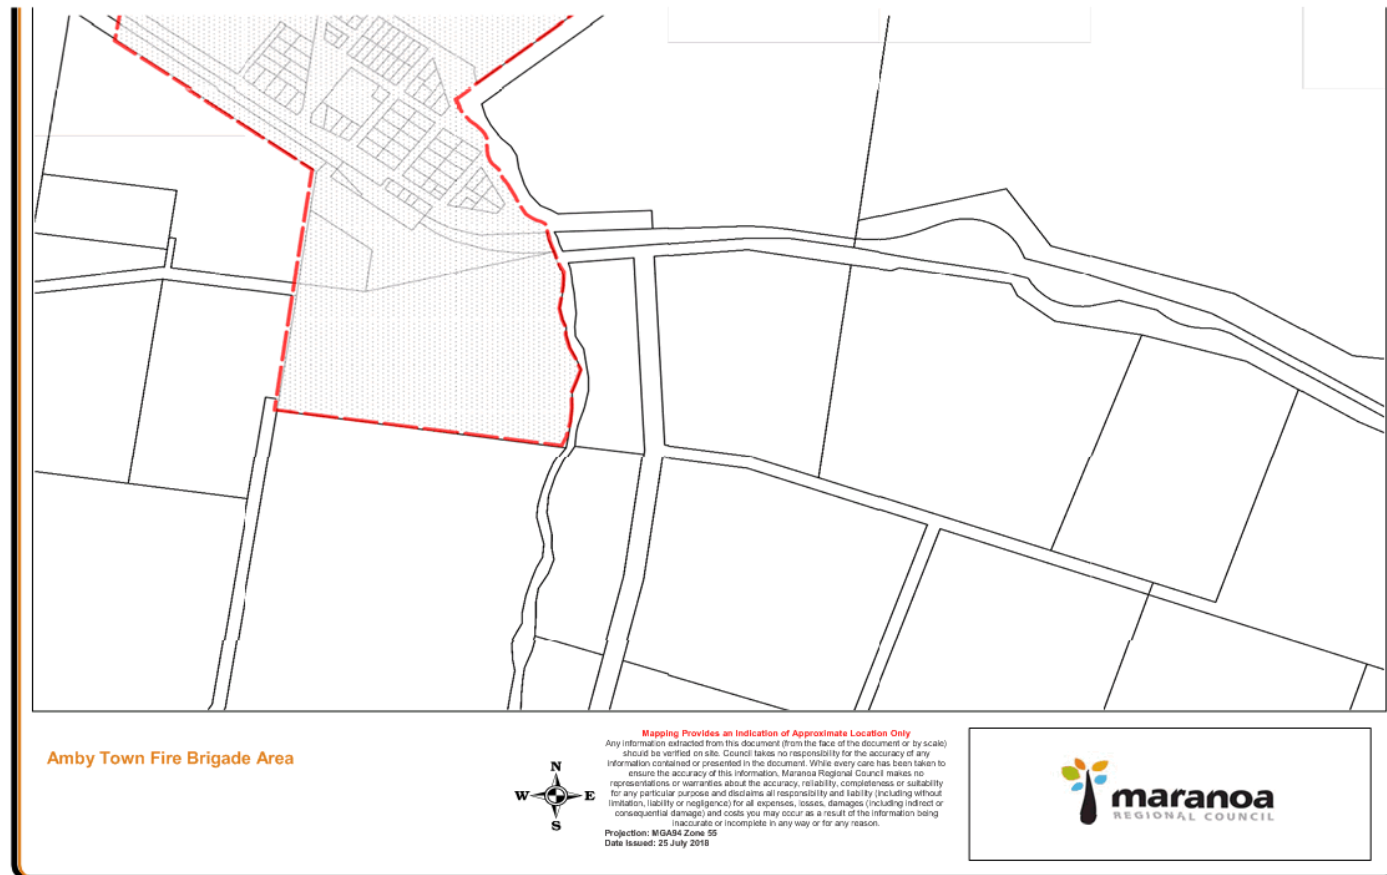 Amby Town Fire Brigade Area
N
W E
S
Mapping Provides an Indication of Approximate Location Only
Any information extracted from this document (from the face of the document or by scale)
should be verified on site. Council takes no responsibility for the accuracy of any
information contained or presented in the document. While every care has been taken to
ensure the accuracy of this information, Maranoa Regional Council makes no
representations or warranties about the accuracy, reliability, completeness or suitability
for any particular purpose and disclaims all responsibility and liability (including without
limitation, liability or negligence) for all expenses, losses, damages (including indirect or
consequential damage) and costs you may occur as a result of the information being
inaccurate or incomplete in any way or for any reason.
Projection: MGA94 Zone 55
Date Issued: 25 July 2018
maranoa
REGIONAL COUNCIL